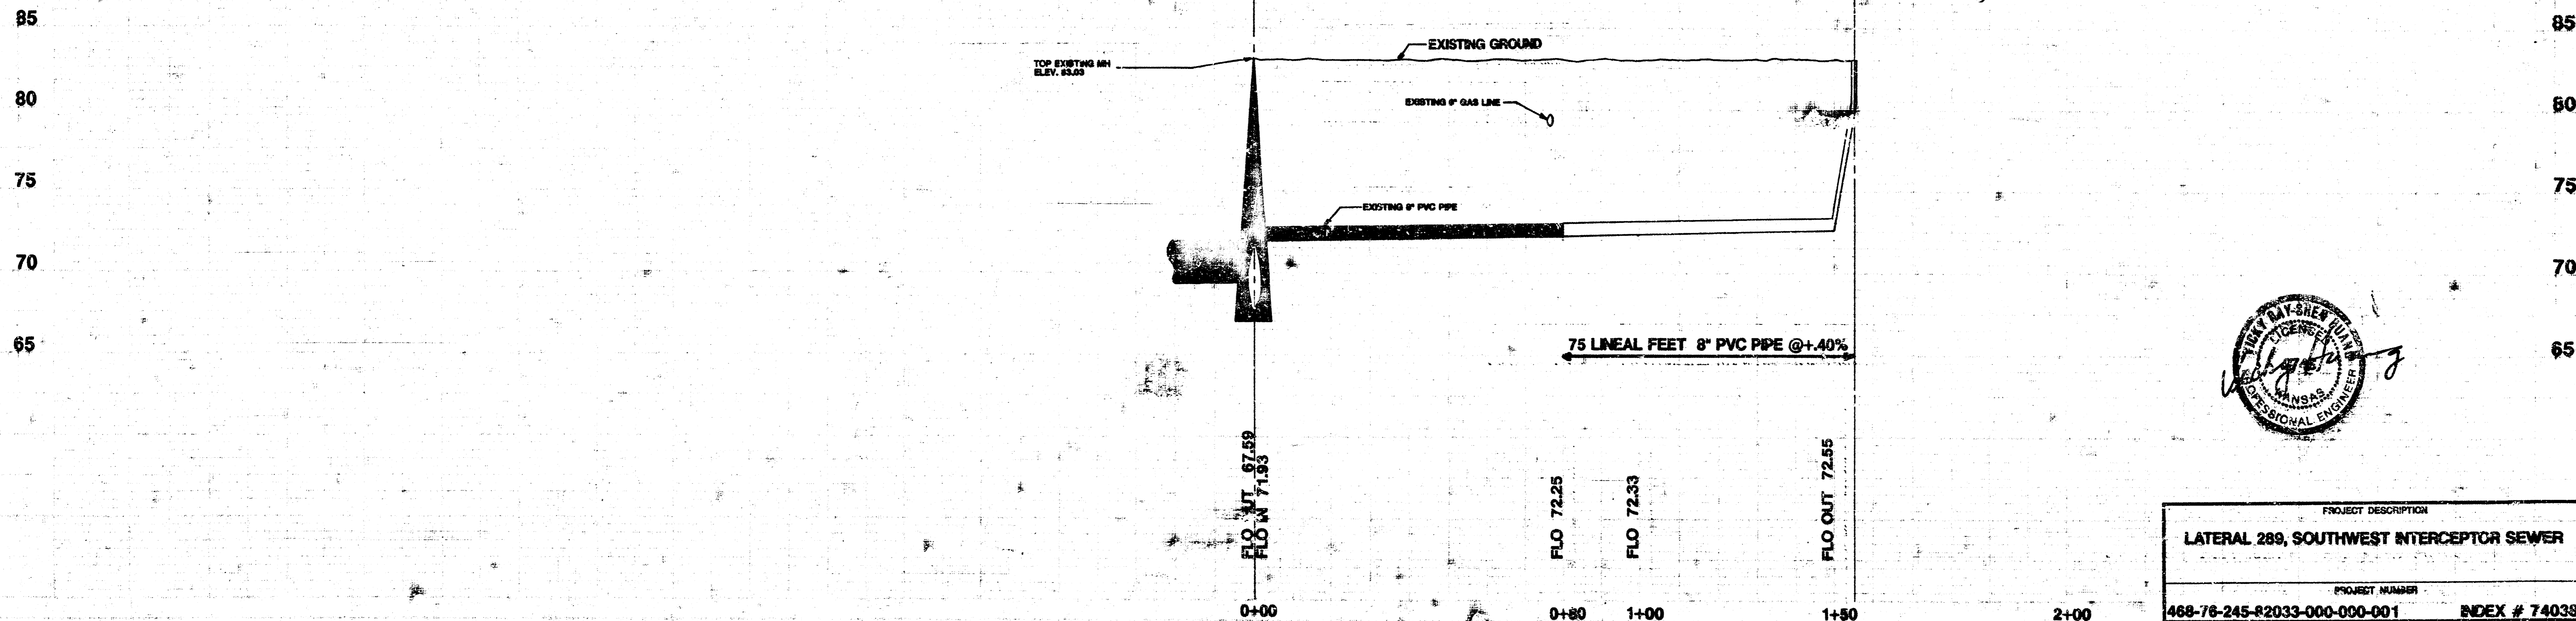 85
85
EXISTING GROUND
TOP EXISTING MH
ELEV. 83.03
80
80
EXISTING 6" GAS LINE
75
75
EXISTING 8" PVC PIPE
70
70
65
65
75 LINEAL FEET 8" PVC PIPE @+.40%
LICENSED
KANSAS
PROFESSIONAL ENGINEER
FLO OUT 67.59
FLO IN 71.93
FLO 72.25
FLO 72.33
FLO OUT 72.55
0+00
0+80
1+00
1+50
2+00
PROJECT DESCRIPTION
LATERAL 289, SOUTHWEST INTERCEPTOR SEWER
PROJECT NUMBER
468-76-245-82033-000-000-001
INDEX # 74038